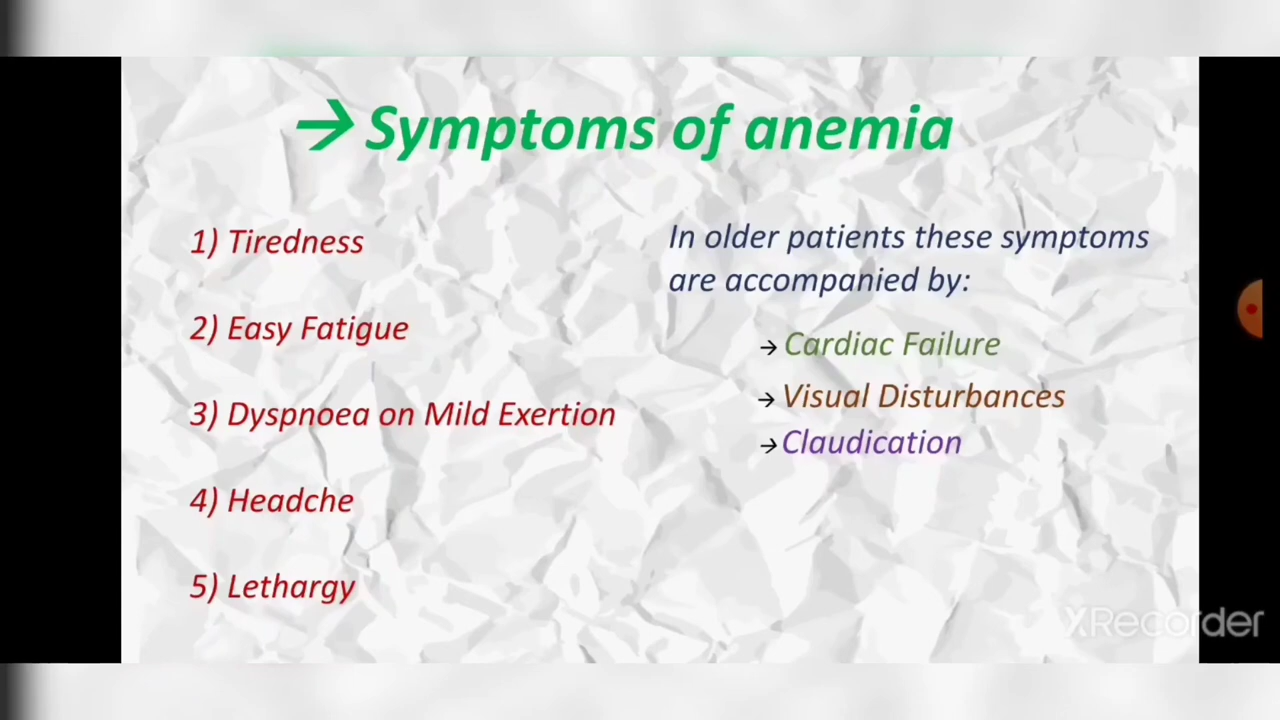 → Symptoms of anemia
1) Tiredness
2) Easy Fatigue
3) Dyspnoea on Mild Exertion
4) Headche
5) Lethargy
In older patients these symptoms
are accompanied by:
→ Cardiac Failure
→ Visual Disturbances
→ Claudication
XRecorder